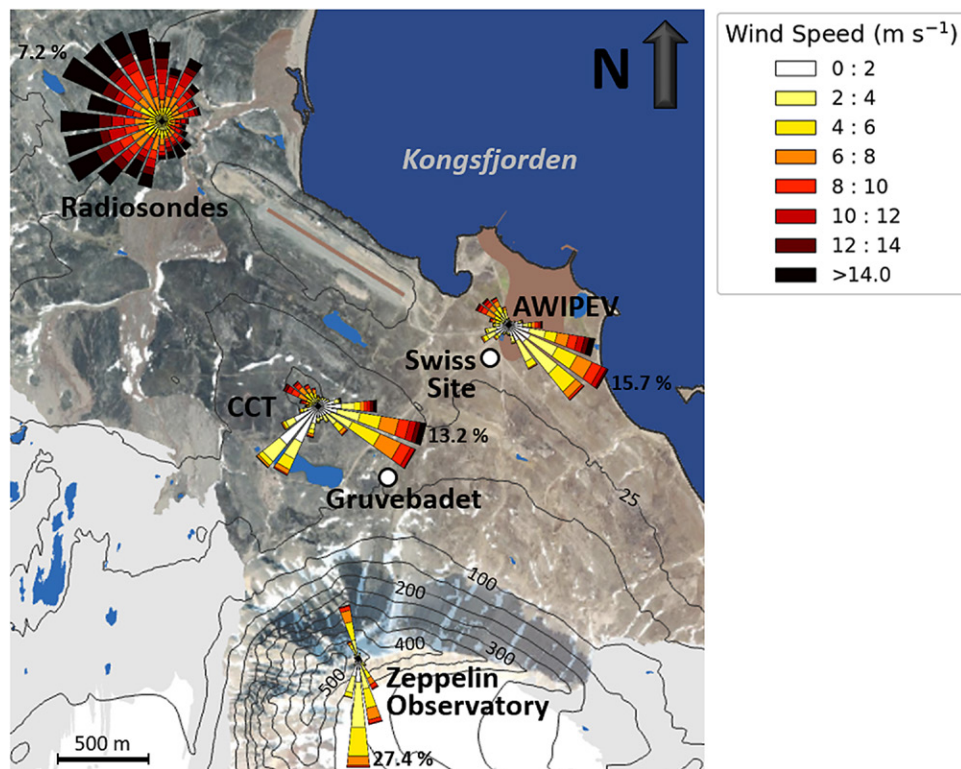 7.2 %
Radiosondes
N
Kongsfjorden
Wind Speed (m s⁻¹)
0 : 2
2 : 4
4 : 6
6 : 8
8 : 10
10 : 12
12 : 14
>14.0
AWIPEV
Swiss
Site
15.7 %
CCT
13.2 %
Gruvebadet
25
100
200
300
400
500
Zeppelin
Observatory
27.4 %
500 m